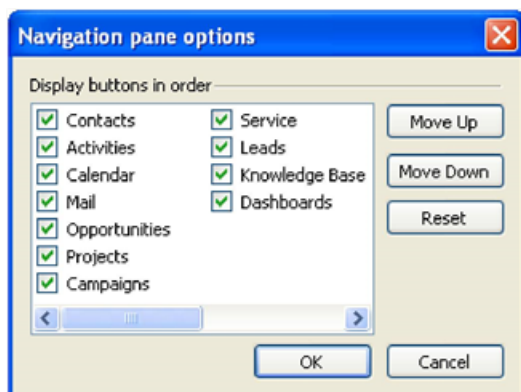 Navigation pane options
Display buttons in order
Contacts
Activities
Calendar
Mail
Opportunities
Projects
Campaigns
Service
Leads
Knowledge Base
Dashboards
Move Up
Move Down
Reset
OK
Cancel